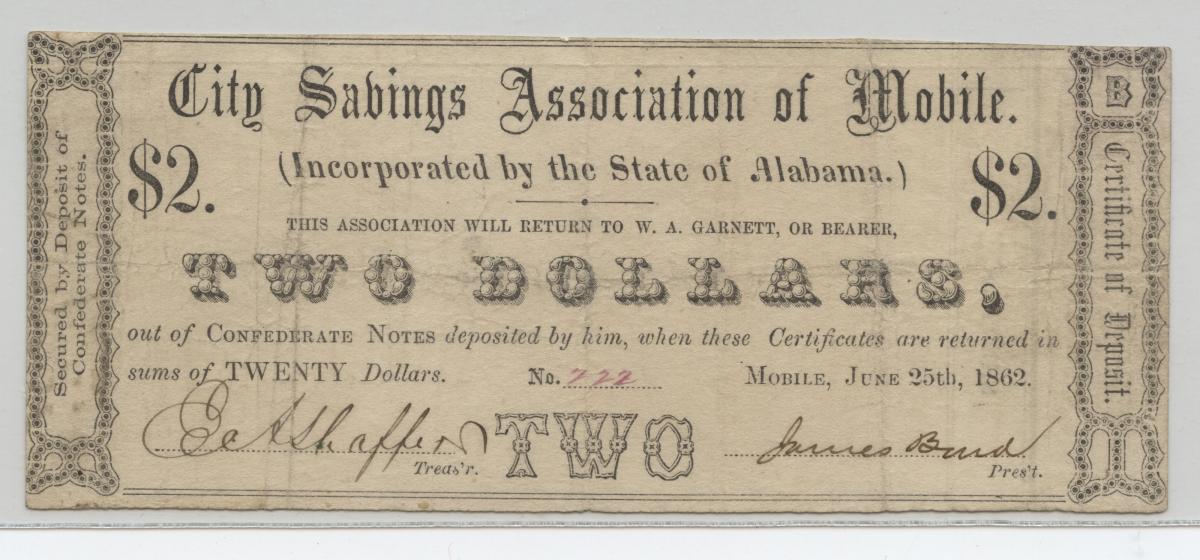 Secured by Deposit of
Confederate Notes.
City Savings Association of Mobile.
$2.
(Incorporated by the State of Alabama.)
$2.
THIS ASSOCIATION WILL RETURN TO W. A. GARNETT, OR BEARER,
TWO DOLLARS,
out of CONFEDERATE NOTES deposited by him, when these Certificates are returned in
sums of TWENTY Dollars.
No. 222
MOBILE, JUNE 25th, 1862.
Shaffer
Treas'r.
TWO
James
Pres't.
B
Certificate of Deposit.